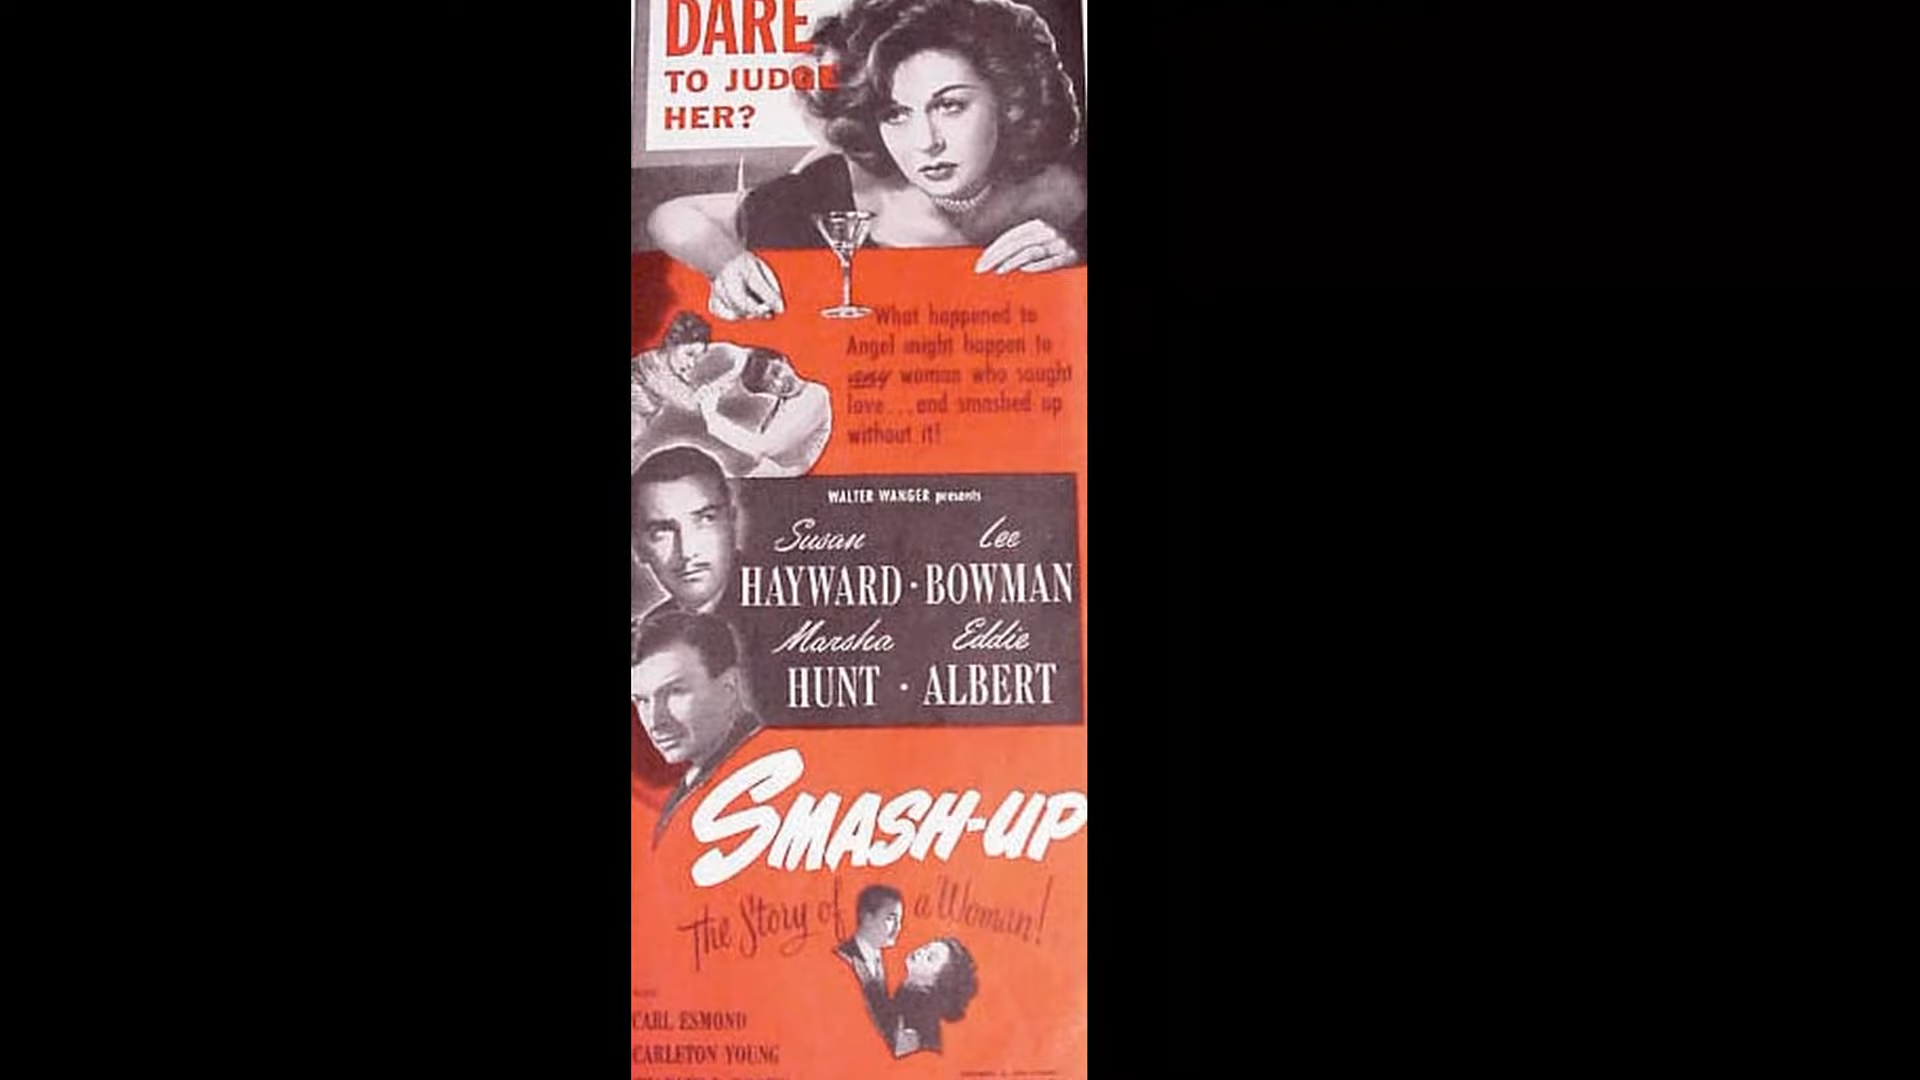 DARE
TO JUDGE
HER?
What happened to
Angel might happen to
any woman who sought
love...and smashed up
without it!
WALTER WANGER presents
Susan Lee
HAYWARD · BOWMAN
Marsha Eddie
HUNT · ALBERT
SMASH-UP
The Story of a Woman!
CARL ESMOND
CARLETON YOUNG